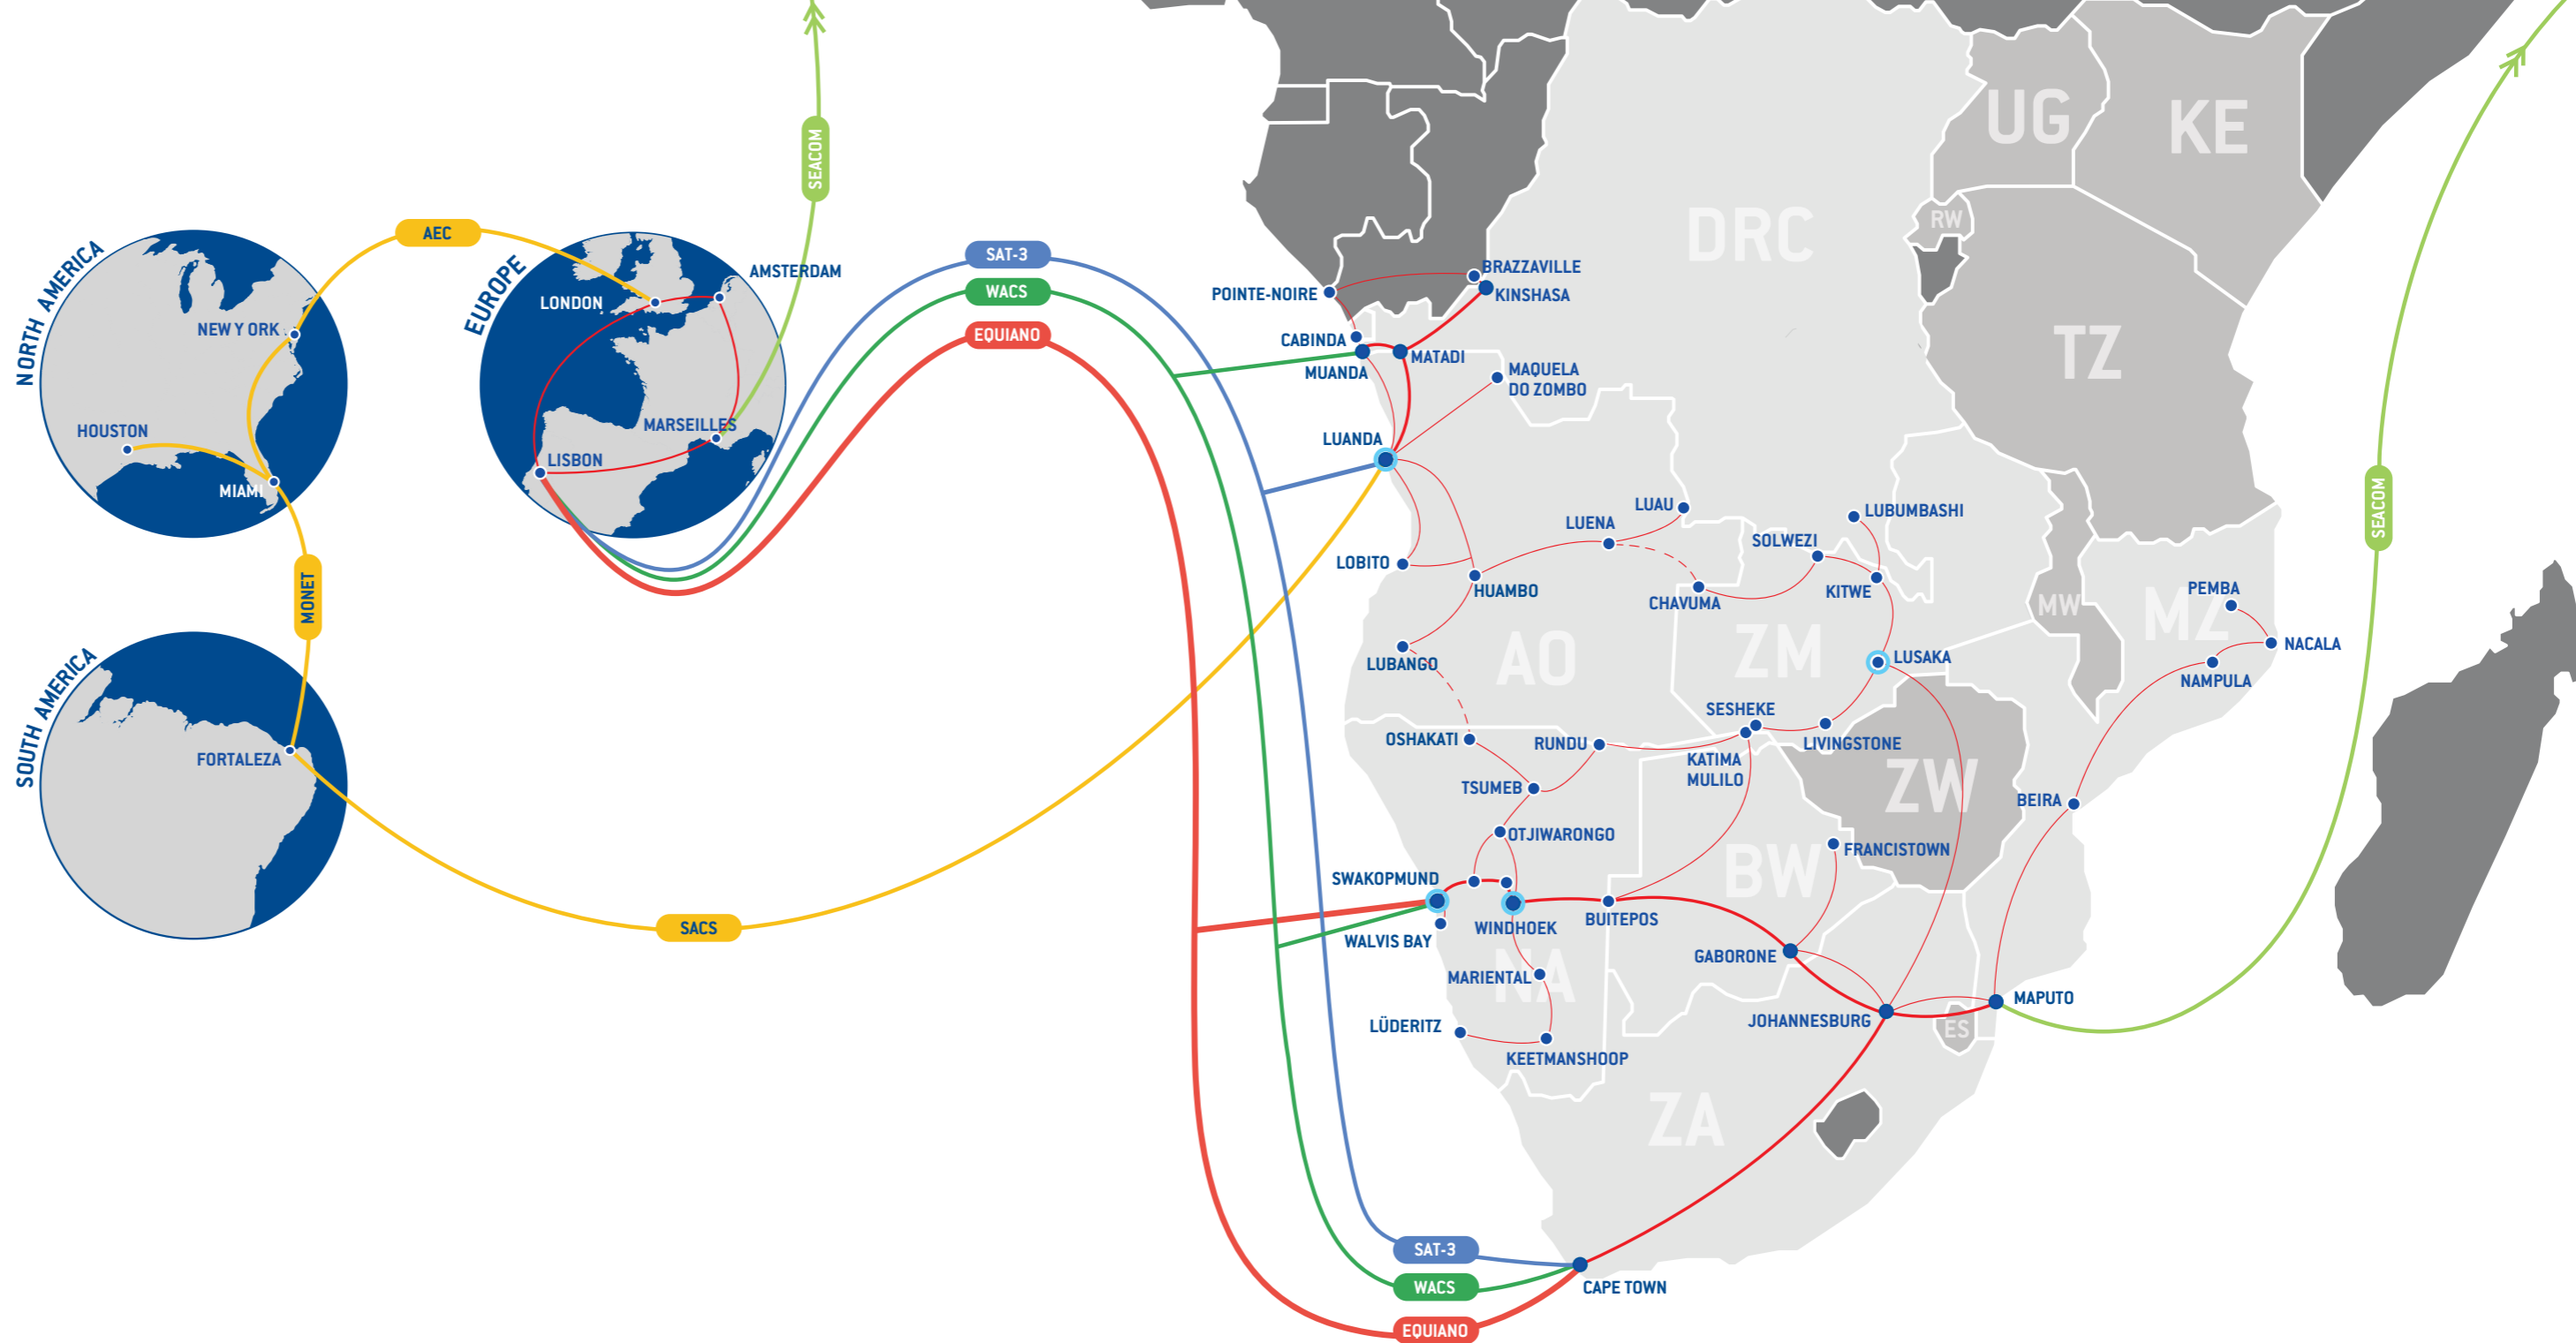 NORTH AMERICA
NEW Y ORK
HOUSTON
MIAMI
AEC
MONET
SOUTH AMERICA
FORTALEZA
SACS
EUROPE
LONDON
AMSTERDAM
MARSEILLES
LISBON
SEACOM
SAT-3
WACS
EQUIANO
UG
KE
RW
DRC
TZ
BRAZZAVILLE
POINTE-NOIRE
KINSHASA
CABINDA
MATADI
MUANDA
MAQUELA
DO ZOMBO
LUANDA
LUAU
LUENA
LUBUMBASHI
SOLWEZI
LOBITO
HUAMBO
CHAVUMA
KITWE
MW
MZ
PEMBA
NACALA
NAMPULA
AO
ZM
LUSAKA
LUBANGO
SESHEKE
OSHAKATI
RUNDU
LIVINGSTONE
KATIMA
MULILO
TSUMEB
ZW
BEIRA
OTJIWARONGO
FRANCISTOWN
BW
SWAKOPMUND
WINDHOEK
BUITEPOS
WALVIS BAY
GABORONE
MARIENTAL
NA
LÜDERITZ
KEETMANSHOOP
JOHANNESBURG
MAPUTO
ES
SEACOM
ZA
SAT-3
WACS
CAPE TOWN
EQUIANO